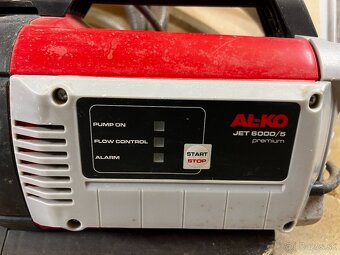 AL-KO
JET 6000/5
premium
PUMP ON
FLOW CONTROL
ALARM
START
STOP